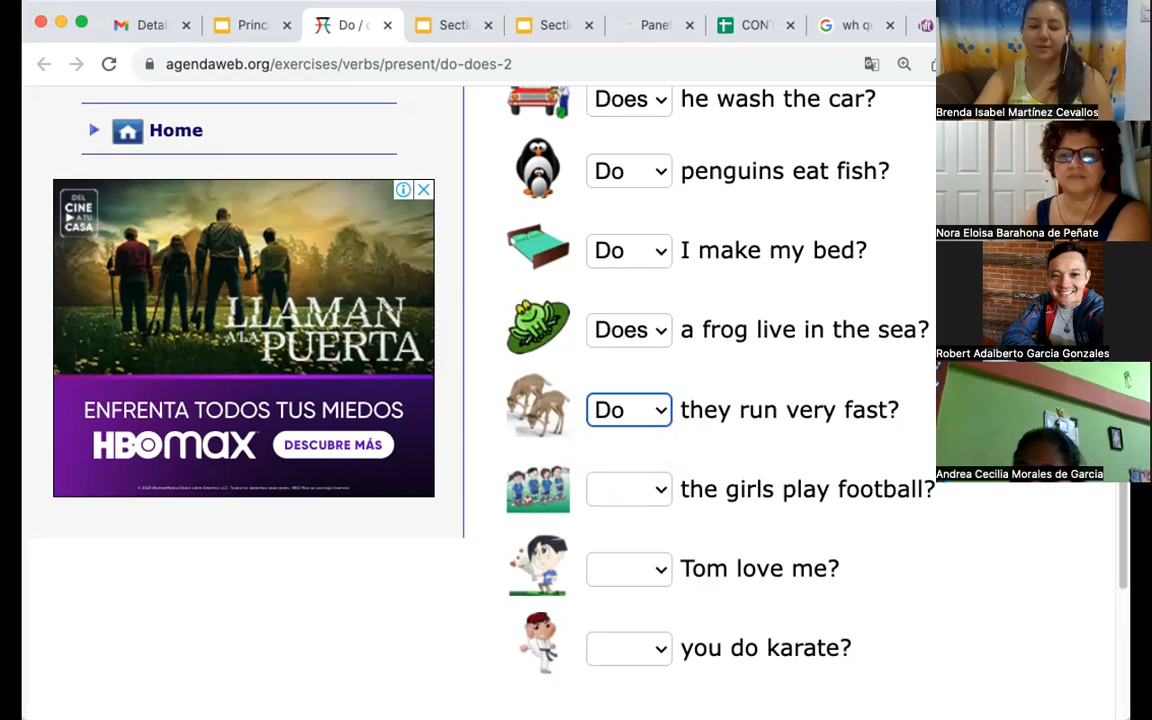 Detail
Princ
Do / d
Secti
Secti
Panel
CONT
wh qu
agendaweb.org/exercises/verbs/present/do-does-2
Home
DEL
CINE
A TU
CASA
LLAMAN
A LA
PUERTA
ENFRENTA TODOS TUS MIEDOS
HBOMAX
DESCUBRE MÁS
Does he wash the car?
Do penguins eat fish?
Do I make my bed?
Does a frog live in the sea?
Do they run very fast?
the girls play football?
Tom love me?
you do karate?
Brenda Isabel Martínez Cevallos
Nora Eloisa Barahona de Peñate
Robert Adalberto Garcia Gonzales
Andrea Cecilia Morales de Garcia